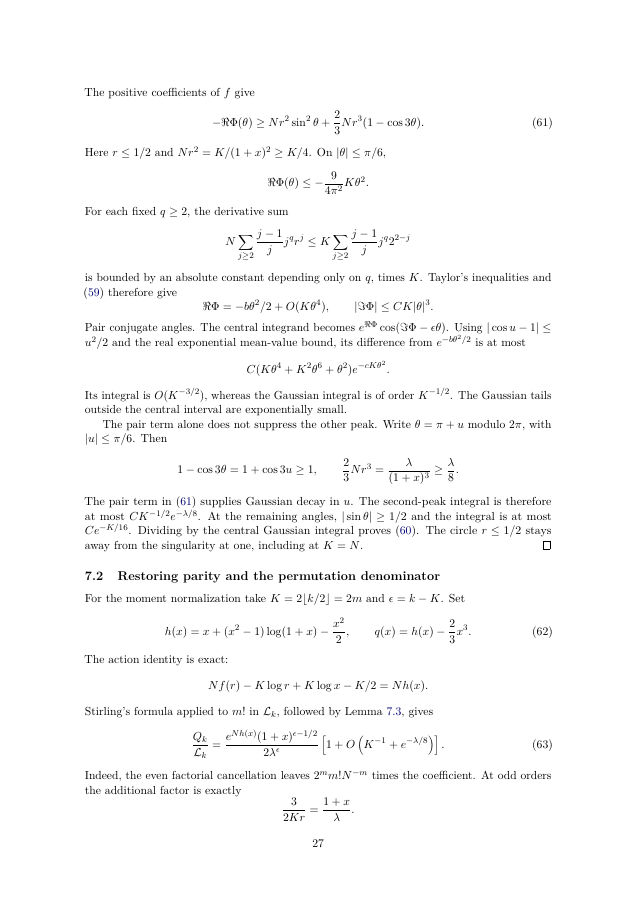 The positive coefficients of f give
−ℜΦ(θ) ≥ Nr² sin² θ + 2/3 Nr³(1 − cos 3θ). (61)
Here r ≤ 1/2 and Nr² = K/(1 + x)² ≥ K/4. On |θ| ≤ π/6,
ℜΦ(θ) ≤ − 9/4π² Kθ².
For each fixed q ≥ 2, the derivative sum
N ∑_{j≥2} (j − 1)/j j^q r^j ≤ K ∑_{j≥2} (j − 1)/j j^q 2^{2−j}
is bounded by an absolute constant depending only on q, times K. Taylor's inequalities and
(59) therefore give
ℜΦ = −bθ²/2 + O(Kθ⁴), |ℑΦ| ≤ CK|θ|³.
Pair conjugate angles. The central integrand becomes e^{ℜΦ} cos(ℑΦ − ϵθ). Using | cos u − 1| ≤
u²/2 and the real exponential mean-value bound, its difference from e^{−bθ²/2} is at most
C(Kθ⁴ + K²θ⁶ + θ²)e^{−cKθ²}.
Its integral is O(K^{−3/2}), whereas the Gaussian integral is of order K^{−1/2}. The Gaussian tails
outside the central interval are exponentially small.
The pair term alone does not suppress the other peak. Write θ = π + u modulo 2π, with
|u| ≤ π/6. Then
1 − cos 3θ = 1 + cos 3u ≥ 1, 2/3 Nr³ = λ/(1 + x)³ ≥ λ/8.
The pair term in (61) supplies Gaussian decay in u. The second-peak integral is therefore
at most CK^{−1/2}e^{−λ/8}. At the remaining angles, | sin θ| ≥ 1/2 and the integral is at most
Ce^{−K/16}. Dividing by the central Gaussian integral proves (60). The circle r ≤ 1/2 stays
away from the singularity at one, including at K = N. □
7.2 Restoring parity and the permutation denominator
For the moment normalization take K = 2⌊k/2⌋ = 2m and ϵ = k − K. Set
h(x) = x + (x² − 1) log(1 + x) − x²/2, q(x) = h(x) − 2/3 x³. (62)
The action identity is exact:
Nf(r) − K log r + K log x − K/2 = Nh(x).
Stirling's formula applied to m! in ℒ_k, followed by Lemma 7.3, gives
Q_k/ℒ_k = e^{Nh(x)}(1 + x)^{ϵ−1/2}/2λ^ϵ [1 + O (K^{−1} + e^{−λ/8})]. (63)
Indeed, the even factorial cancellation leaves 2^m m!N^{−m} times the coefficient. At odd orders
the additional factor is exactly
3/2Kr = (1 + x)/λ.
27